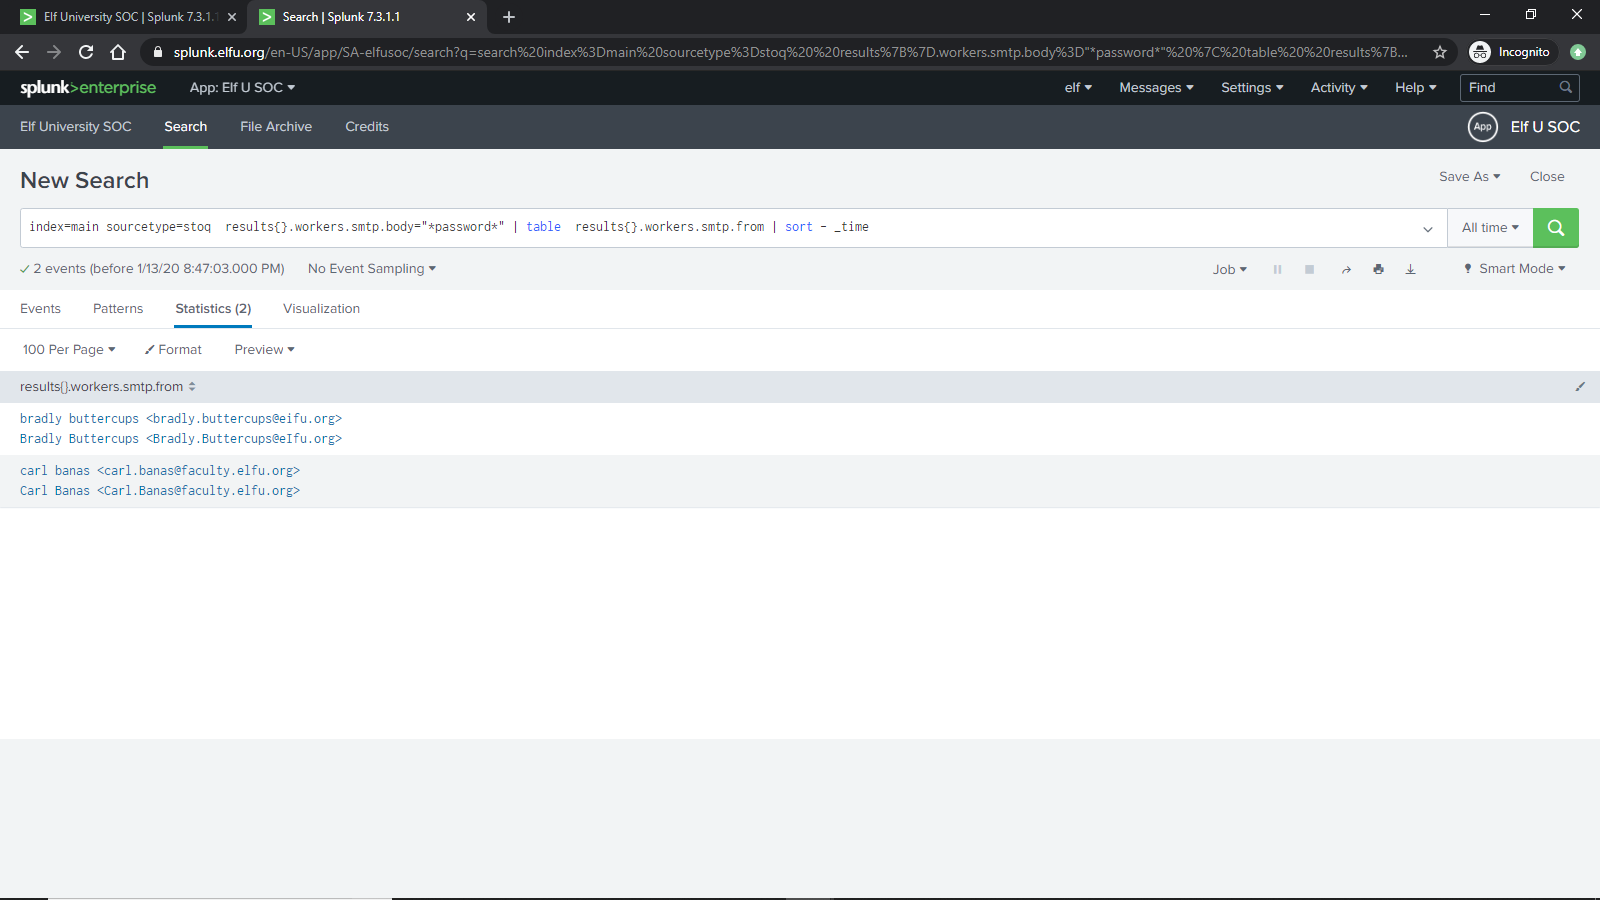 Elf University SOC | Splunk 7.3.1.1
Search | Splunk 7.3.1.1
splunk.elfu.org/en-US/app/SA-elfusoc/search?q=search%20index%3Dmain%20sourcetype%3Dstoq%20%20results%7B%7D.workers.smtp.body%3D"*password*"%20%7C%20table%20%20results%7B...
Incognito
splunk>enterprise
App: Elf U SOC
elf
Messages
Settings
Activity
Help
Find
Elf University SOC
Search
File Archive
Credits
App
Elf U SOC
New Search
Save As
Close
index=main sourcetype=stoq  results{}.workers.smtp.body="*password*" | table  results{}.workers.smtp.from | sort - _time
All time
2 events (before 1/13/20 8:47:03.000 PM)
No Event Sampling
Job
Smart Mode
Events
Patterns
Statistics (2)
Visualization
100 Per Page
Format
Preview
results{}.workers.smtp.from
bradly buttercups <bradly.buttercups@eifu.org>
Bradly Buttercups <Bradly.Buttercups@eIfu.org>
carl banas <carl.banas@faculty.elfu.org>
Carl Banas <Carl.Banas@faculty.elfu.org>